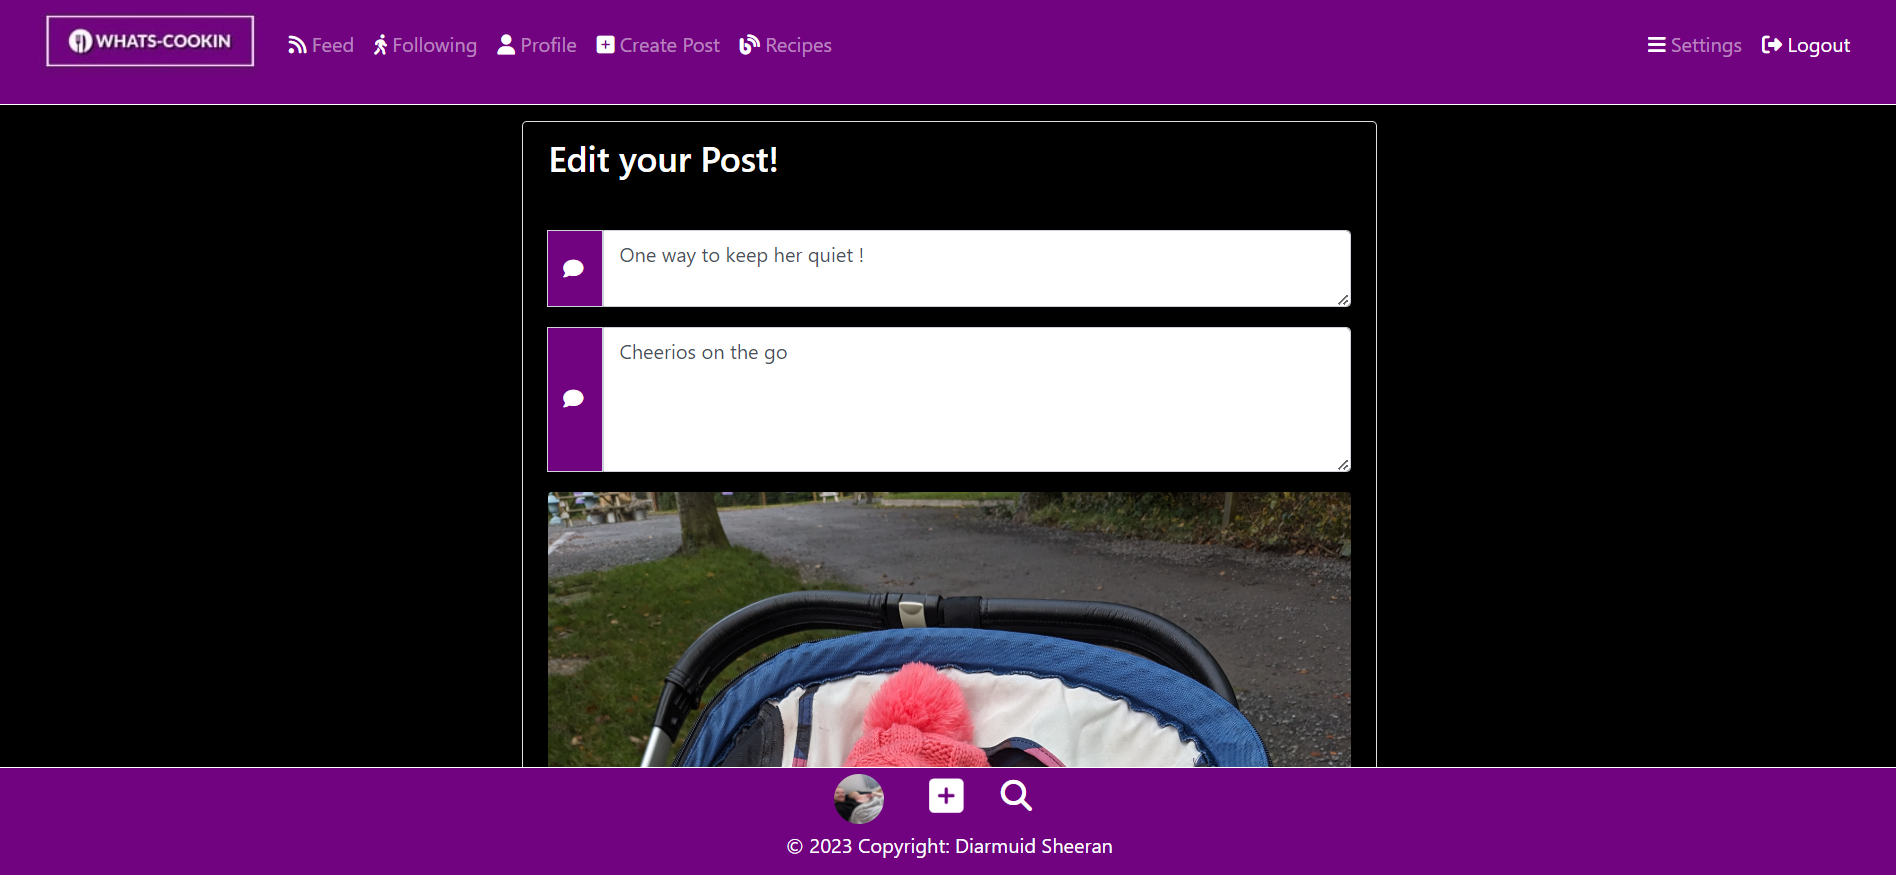 WHATS-COOKIN Feed Following Profile Create Post Recipes Settings Logout
Edit your Post!
One way to keep her quiet !
Cheerios on the go
© 2023 Copyright: Diarmuid Sheeran